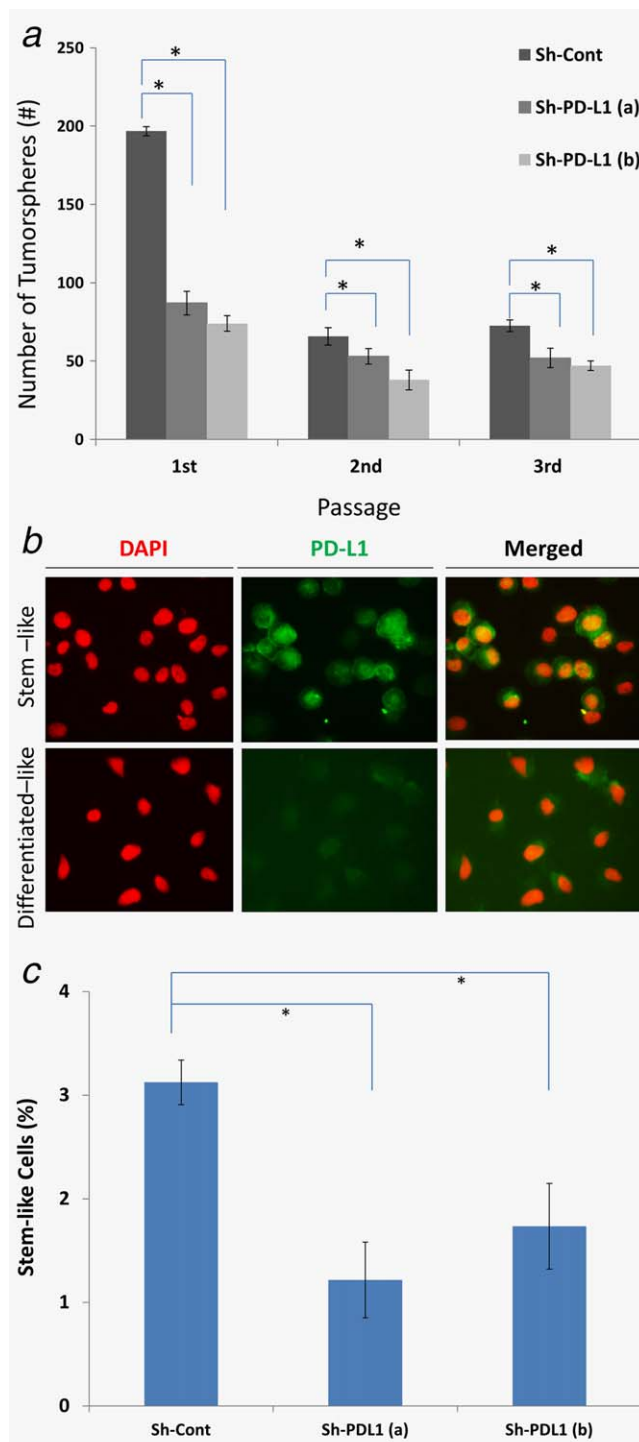 a
Number of Tumorspheres (#)
250
200
150
100
50
0
*
*
*
*
*
*
Sh-Cont
Sh-PD-L1 (a)
Sh-PD-L1 (b)
1st 2nd 3rd
Passage
b
DAPI PD-L1 Merged
Stem –like
Differentiated–like
c
Stem-like Cells (%)
4
3
2
1
0
*
*
Sh-Cont Sh-PDL1 (a) Sh-PDL1 (b)